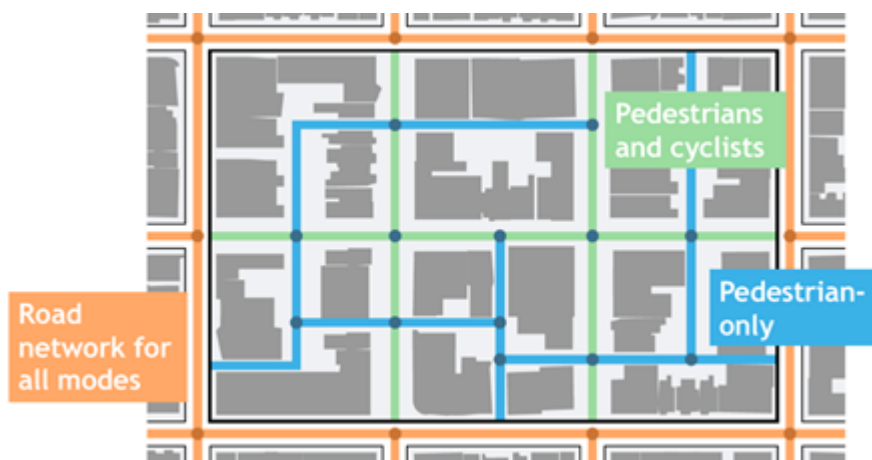 Pedestrians
and cyclists
Pedestrian-
only
Road
network for
all modes